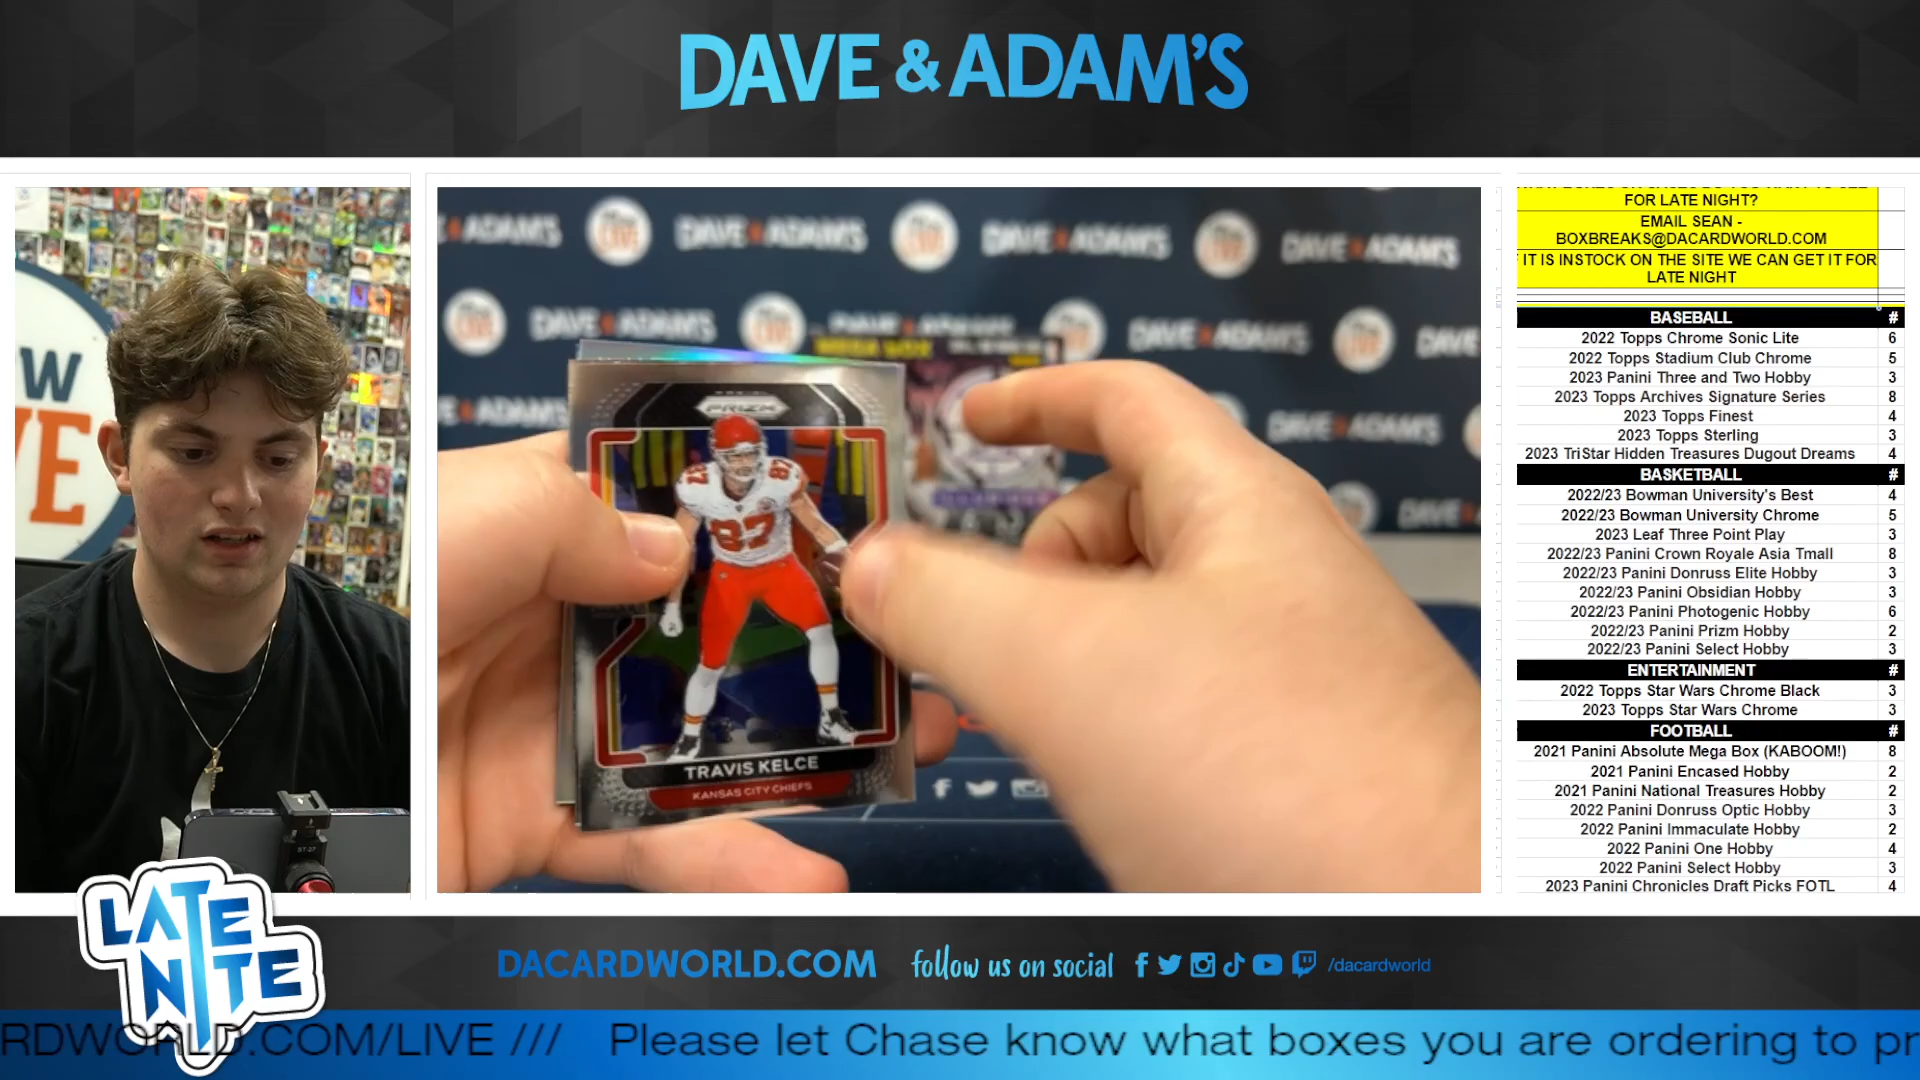 DAVE & ADAM'S
FOR LATE NIGHT?
EMAIL SEAN -
BOXBREAKS@DACARDWORLD.COM
IT IS INSTOCK ON THE SITE WE CAN GET IT FOR
LATE NIGHT
BASEBALL #
2022 Topps Chrome Sonic Lite 6
2022 Topps Stadium Club Chrome 5
2023 Panini Three and Two Hobby 3
2023 Topps Archives Signature Series 8
2023 Topps Finest 4
2023 Topps Sterling 3
2023 TriStar Hidden Treasures Dugout Dreams 4
BASKETBALL #
2022/23 Bowman University's Best 4
2022/23 Bowman University Chrome 5
2023 Leaf Three Point Play 3
2022/23 Panini Crown Royale Asia Tmall 8
2022/23 Panini Donruss Elite Hobby 3
2022/23 Panini Obsidian Hobby 3
2022/23 Panini Photogenic Hobby 6
2022/23 Panini Prizm Hobby 2
2022/23 Panini Select Hobby 3
ENTERTAINMENT #
2022 Topps Star Wars Chrome Black 3
2023 Topps Star Wars Chrome 3
FOOTBALL #
2021 Panini Absolute Mega Box (KABOOM!) 8
2021 Panini Encased Hobby 2
2021 Panini National Treasures Hobby 2
2022 Panini Donruss Optic Hobby 3
2022 Panini Immaculate Hobby 2
2022 Panini One Hobby 4
2022 Panini Select Hobby 3
2023 Panini Chronicles Draft Picks FOTL 4
DAVE & ADAM'S
MEGA BOX
PRIZM
87
TRAVIS KELCE
KANSAS CITY CHIEFS
LATE
NITE
DACARDWORLD.COM follow us on social /dacardworld
RDWORLD.COM/LIVE /// Please let Chase know what boxes you are ordering to pr